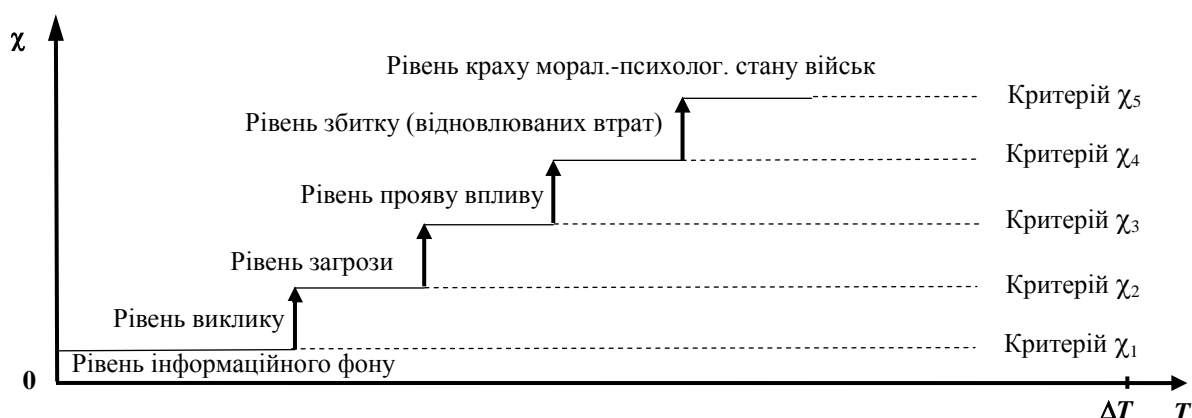 χ
Рівень краху морал.-психолог. стану військ
Критерій χ5
Рівень збитку (відновлюваних втрат)
Критерій χ4
Рівень прояву впливу
Критерій χ3
Рівень загрози
Критерій χ2
Рівень виклику
Критерій χ1
Рівень інформаційного фону
0
ΔT T